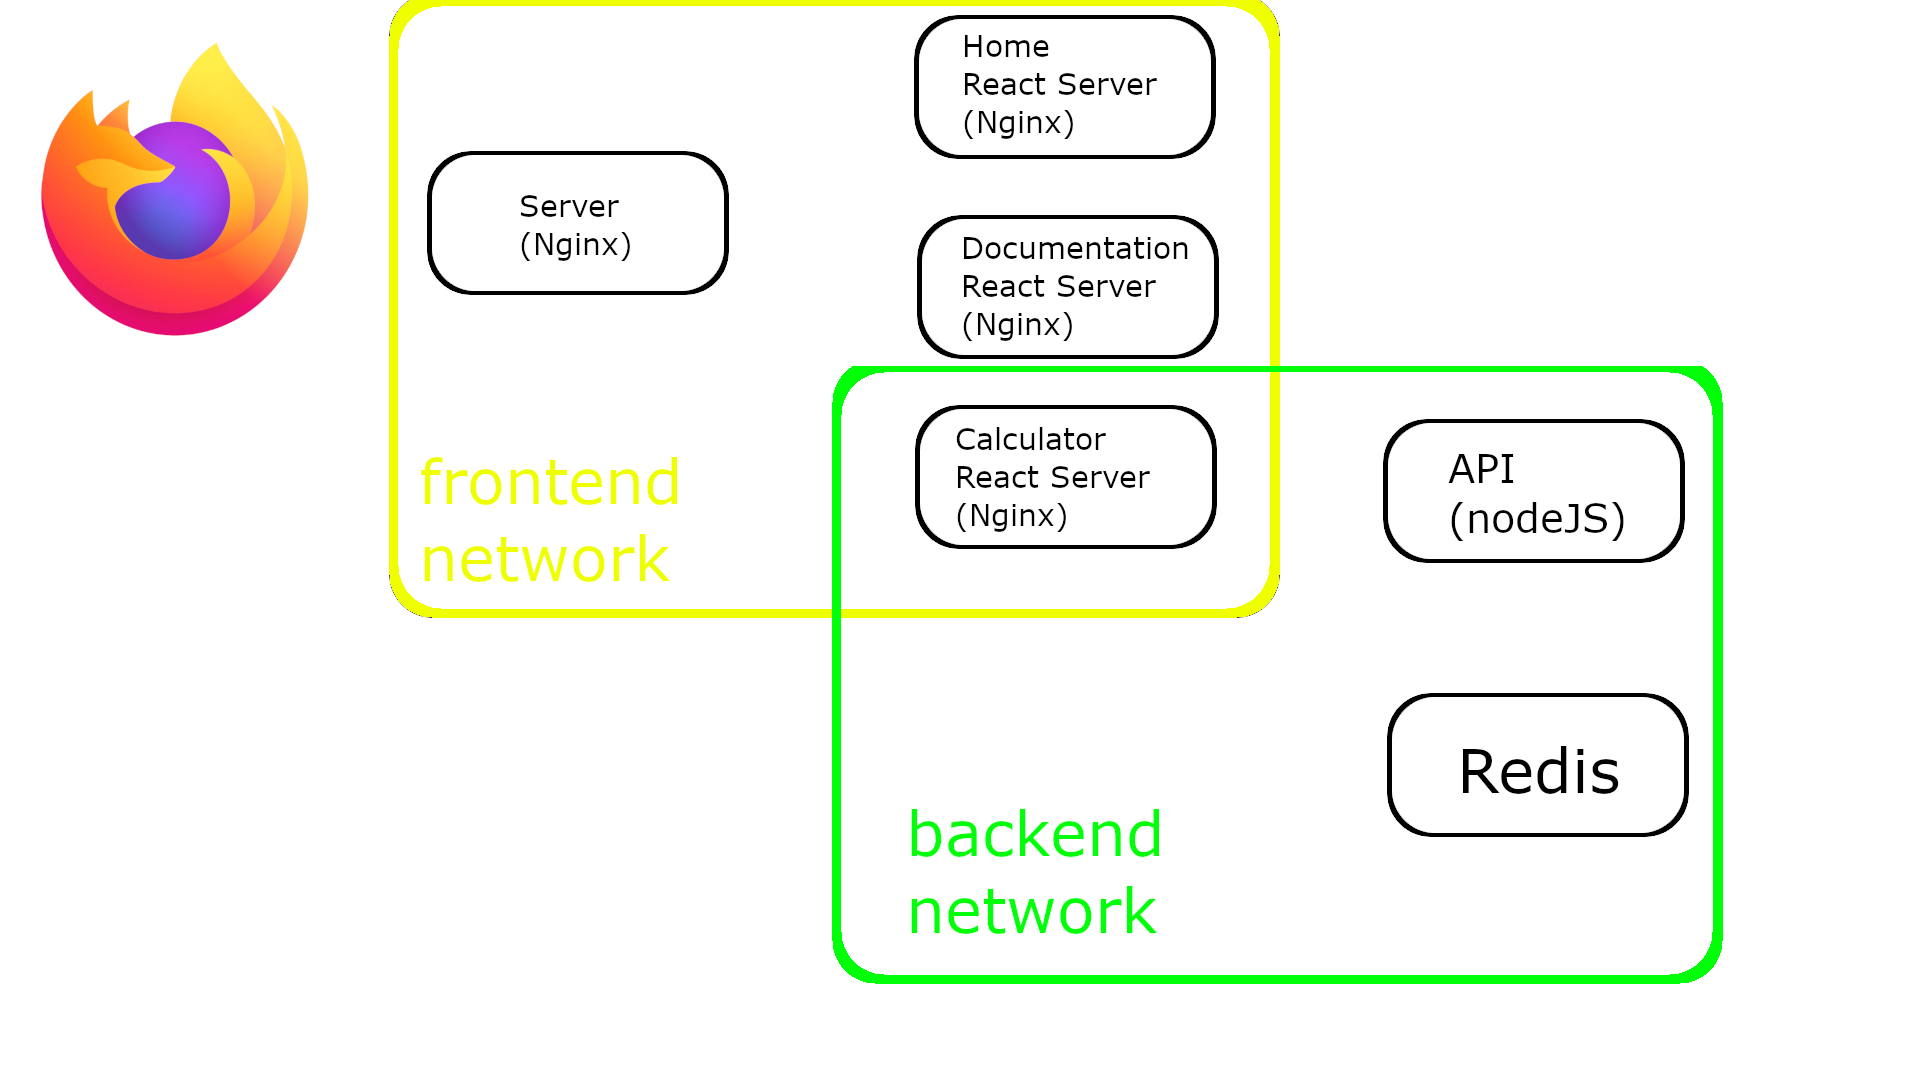 Home
React Server
(Nginx)
Server
(Nginx)
Documentation
React Server
(Nginx)
frontend
network
Calculator
React Server
(Nginx)
API
(nodeJS)
Redis
backend
network